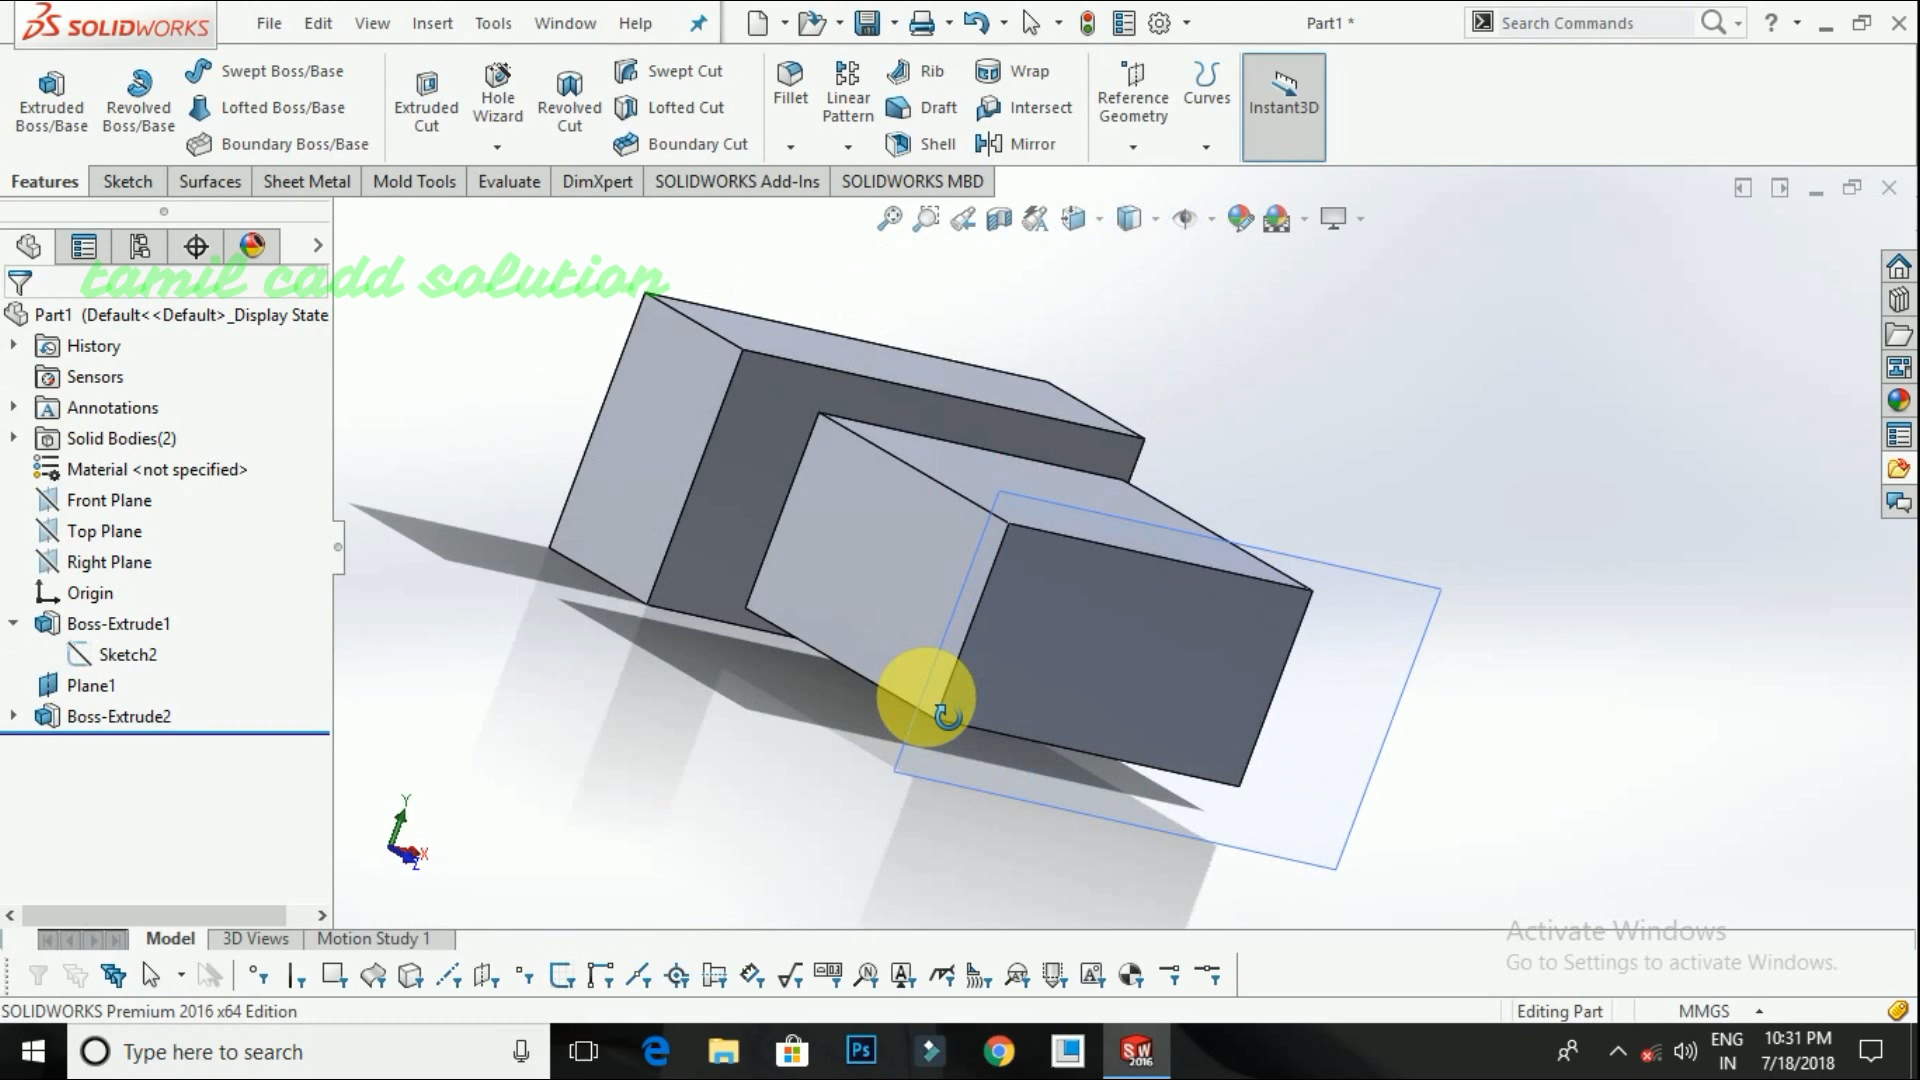 SOLIDWORKS
File Edit View Insert Tools Window Help
Part1 *
Search Commands
?
Extruded Boss/Base
Revolved Boss/Base
Swept Boss/Base
Lofted Boss/Base
Boundary Boss/Base
Extruded Cut
Hole Wizard
Revolved Cut
Swept Cut
Lofted Cut
Boundary Cut
Fillet
Linear Pattern
Rib
Draft
Shell
Wrap
Intersect
Mirror
Reference Geometry
Curves
Instant3D
Features Sketch Surfaces Sheet Metal Mold Tools Evaluate DimXpert SOLIDWORKS Add-Ins SOLIDWORKS MBD
tamil cadd solution
Part1 (Default<<Default>_Display State
History
Sensors
Annotations
Solid Bodies(2)
Material <not specified>
Front Plane
Top Plane
Right Plane
Origin
Boss-Extrude1
Sketch2
Plane1
Boss-Extrude2
Y
X
Z
Model 3D Views Motion Study 1
Activate Windows
Go to Settings to activate Windows.
SOLIDWORKS Premium 2016 x64 Edition
Editing Part
MMGS
Type here to search
Ps
SW
2016
ENG
IN
10:31 PM
7/18/2018